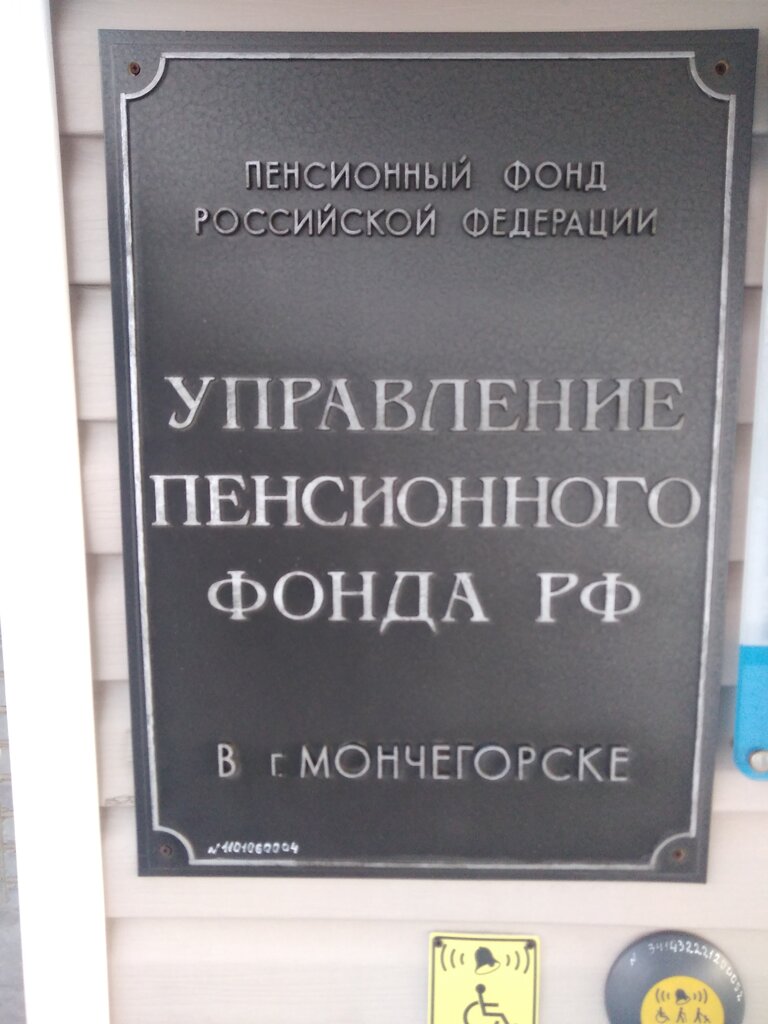 ПЕНСИОННЫЙ ФОНД
РОССИЙСКОЙ ФЕДЕРАЦИИ
УПРАВЛЕНИЕ
ПЕНСИОННОГО
ФОНДА РФ
В г. МОНЧЕГОРСКЕ